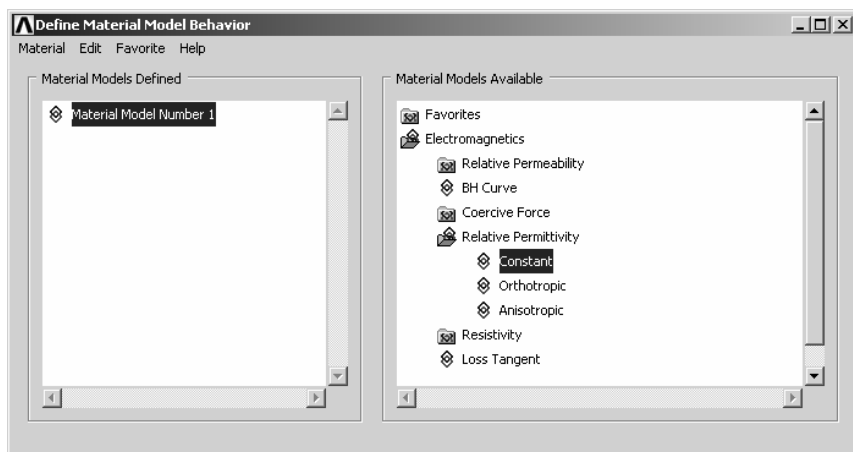 Define Material Model Behavior
Material Edit Favorite Help
Material Models Defined
Material Model Number 1
Material Models Available
Favorites
Electromagnetics
Relative Permeability
BH Curve
Coercive Force
Relative Permittivity
Constant
Orthotropic
Anisotropic
Resistivity
Loss Tangent